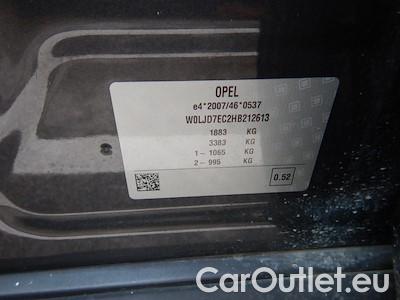 OPEL
e4*2007/46*0537
W0LJD7EC2HB212613
1883 KG
3383 KG
1- 1065 KG
2- 995 KG
0.52
CarOutlet.eu